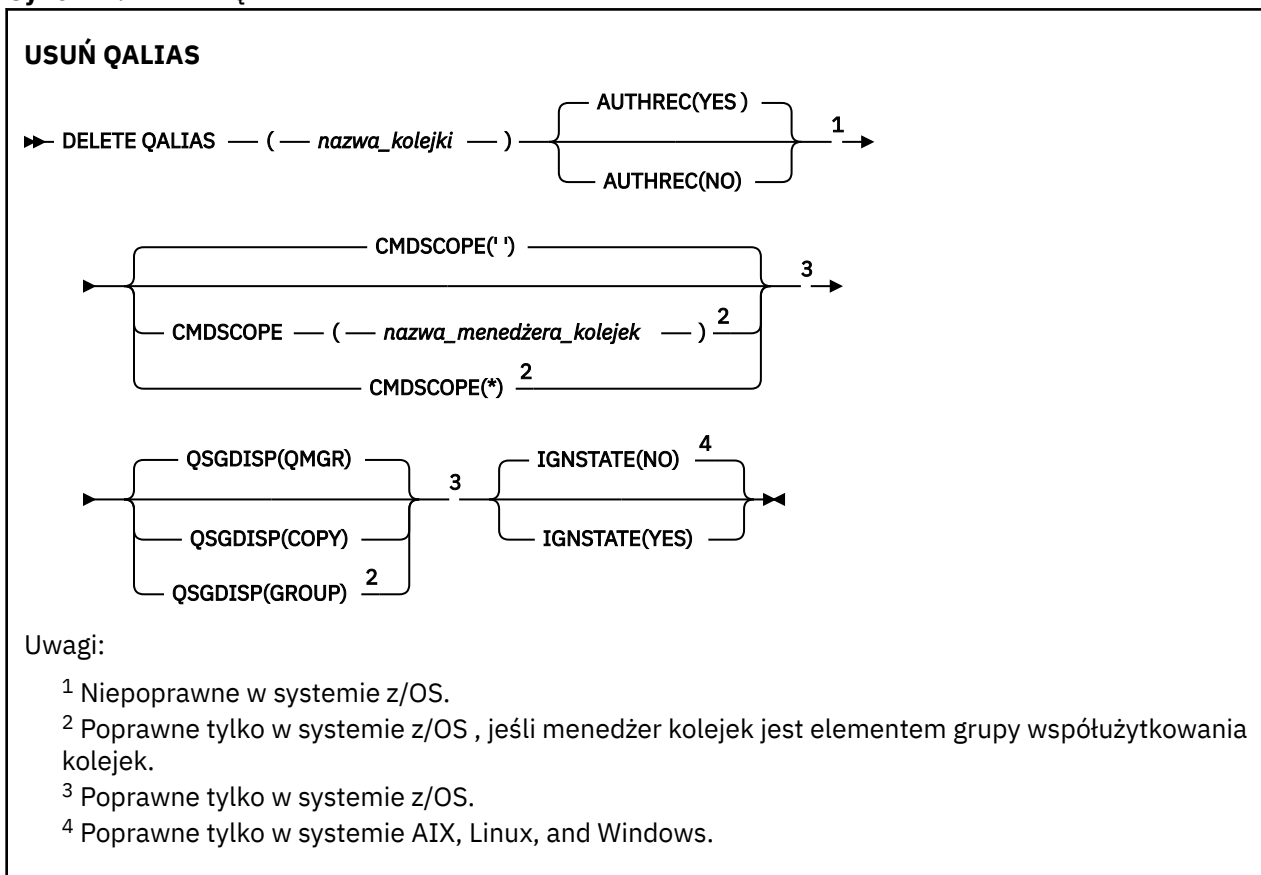 USUŃ QALIAS
AUTHREC(YES )
DELETE QALIAS ( nazwa_kolejki ) 1
AUTHREC(NO)
CMDSCOPE(' ')
3
CMDSCOPE ( nazwa_menedżera_kolejek ) 2
CMDSCOPE(*) 2
QSGDISP(QMGR) 3 IGNSTATE(NO) 4
QSGDISP(COPY) IGNSTATE(YES)
QSGDISP(GROUP) 2
Uwagi:
1 Niepoprawne w systemie z/OS.
2 Poprawne tylko w systemie z/OS , jeśli menedżer kolejek jest elementem grupy współużytkowania
kolejek.
3 Poprawne tylko w systemie z/OS.
4 Poprawne tylko w systemie AIX, Linux, and Windows.